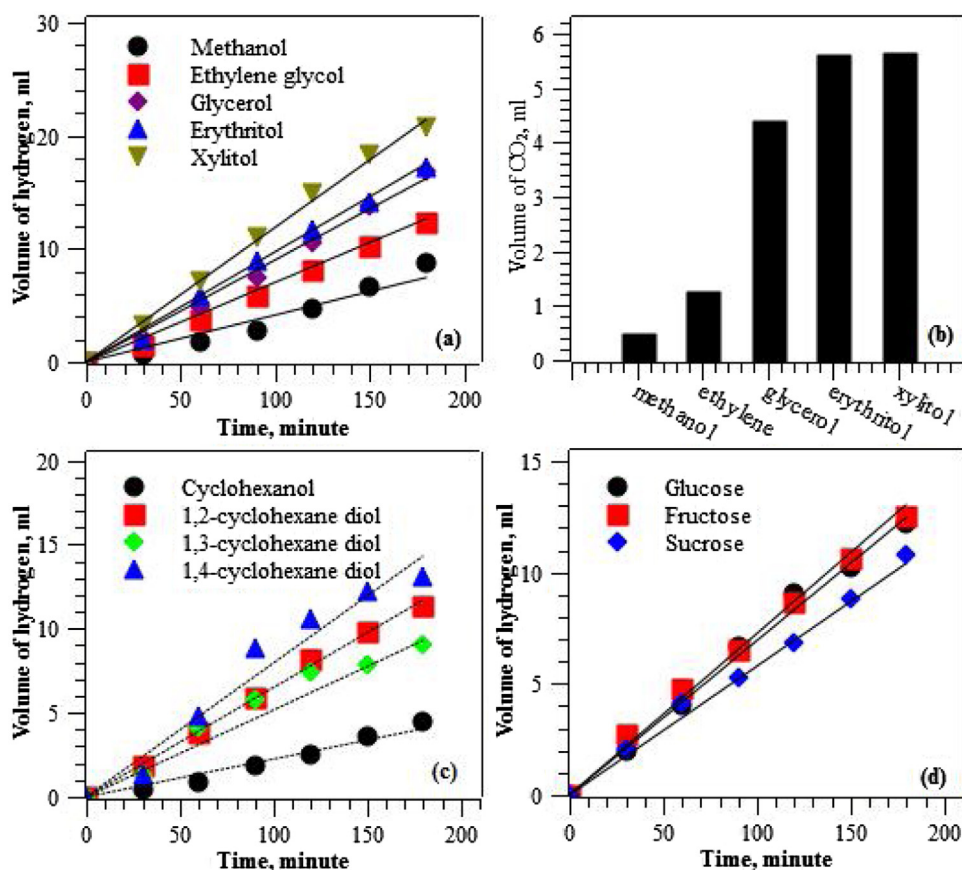 30
20
10
0
Volume of hydrogen, ml
Methanol
Ethylene glycol
Glycerol
Erythritol
Xylitol
(a)
0 50 100 150 200
Time, minute
6
5
4
3
2
1
0
Volume of CO₂, ml
(b)
methanol
ethylene
glycerol
erythritol
xylitol
20
15
10
5
0
Volume of hydrogen, ml
Cyclohexanol
1,2-cyclohexane diol
1,3-cyclohexane diol
1,4-cyclohexane diol
(c)
0 50 100 150 200
Time, minute
15
10
5
0
Volume of hydrogen, ml
Glucose
Fructose
Sucrose
(d)
0 50 100 150 200
Time, minute